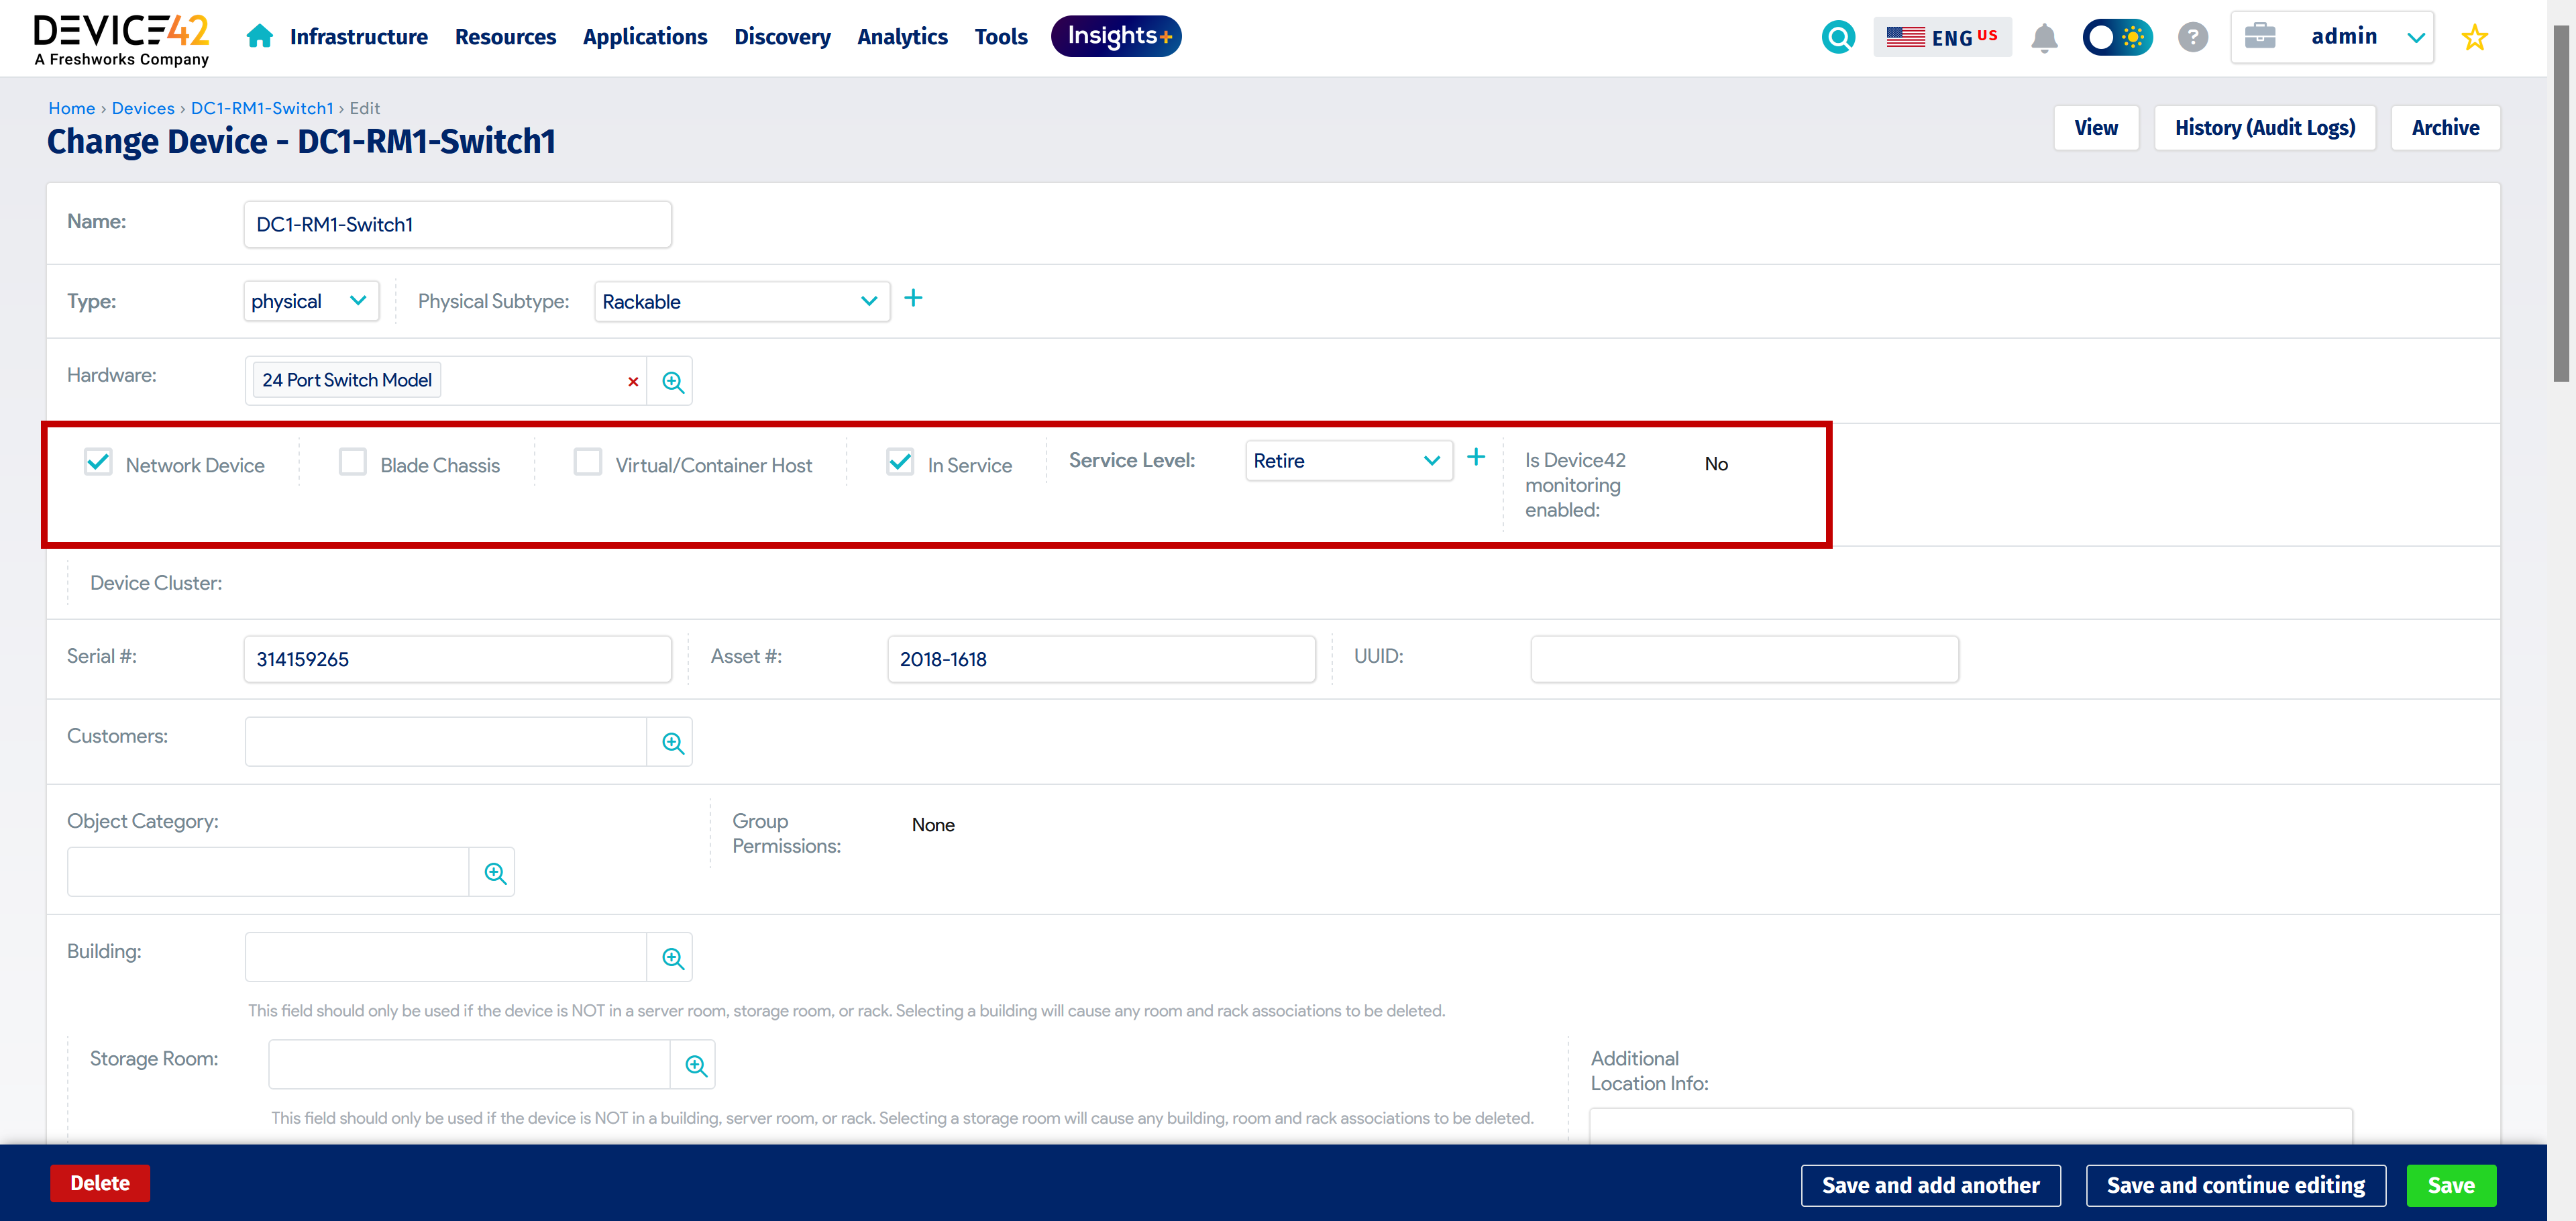 DEVICE42
A Freshworks Company
Infrastructure Resources Applications Discovery Analytics Tools Insights+
ENG US
? admin
Home › Devices › DC1-RM1-Switch1 › Edit
Change Device - DC1-RM1-Switch1
View History (Audit Logs) Archive
Name: DC1-RM1-Switch1
Type: physical Physical Subtype: Rackable
Hardware: 24 Port Switch Model
Network Device Blade Chassis Virtual/Container Host In Service Service Level: Retire
Is Device42
monitoring
enabled:
No
Device Cluster:
Serial #: 314159265 Asset #: 2018-1618 UUID:
Customers:
Object Category:
Group
Permissions:
None
Building:
This field should only be used if the device is NOT in a server room, storage room, or rack. Selecting a building will cause any room and rack associations to be deleted.
Storage Room:
This field should only be used if the device is NOT in a building, server room, or rack. Selecting a storage room will cause any building, room and rack associations to be deleted.
Additional
Location Info:
Delete Save and add another Save and continue editing Save